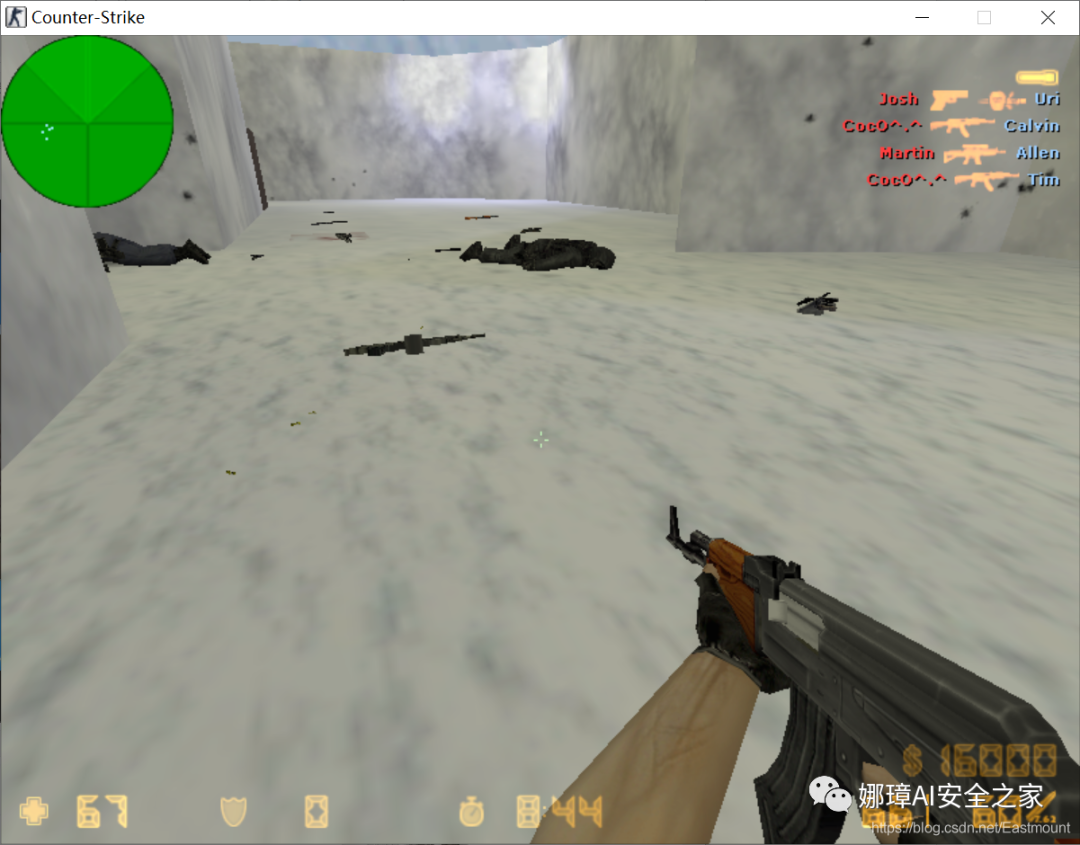 Counter-Strike
Josh Uri
CocO^.^ Calvin
Martin Allen
CocO^.^ Tim
$ 16000
67 0 8:44
娜璋AI安全之家
https://blog.csdn.net/Eastmount